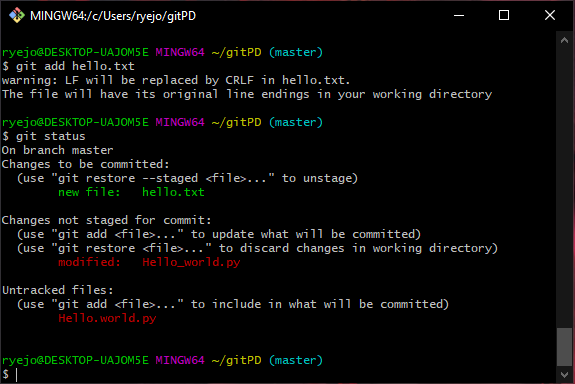 MINGW64:/c/Users/ryejo/gitPD
ryejo@DESKTOP-UAJOM5E MINGW64 ~/gitPD (master)
$ git add hello.txt
warning: LF will be replaced by CRLF in hello.txt.
The file will have its original line endings in your working directory
ryejo@DESKTOP-UAJOM5E MINGW64 ~/gitPD (master)
$ git status
On branch master
Changes to be committed:
  (use "git restore --staged <file>..." to unstage)
        new file:   hello.txt
Changes not staged for commit:
  (use "git add <file>..." to update what will be committed)
  (use "git restore <file>..." to discard changes in working directory)
        modified:   Hello_world.py
Untracked files:
  (use "git add <file>..." to include in what will be committed)
        Hello.world.py
ryejo@DESKTOP-UAJOM5E MINGW64 ~/gitPD (master)
$